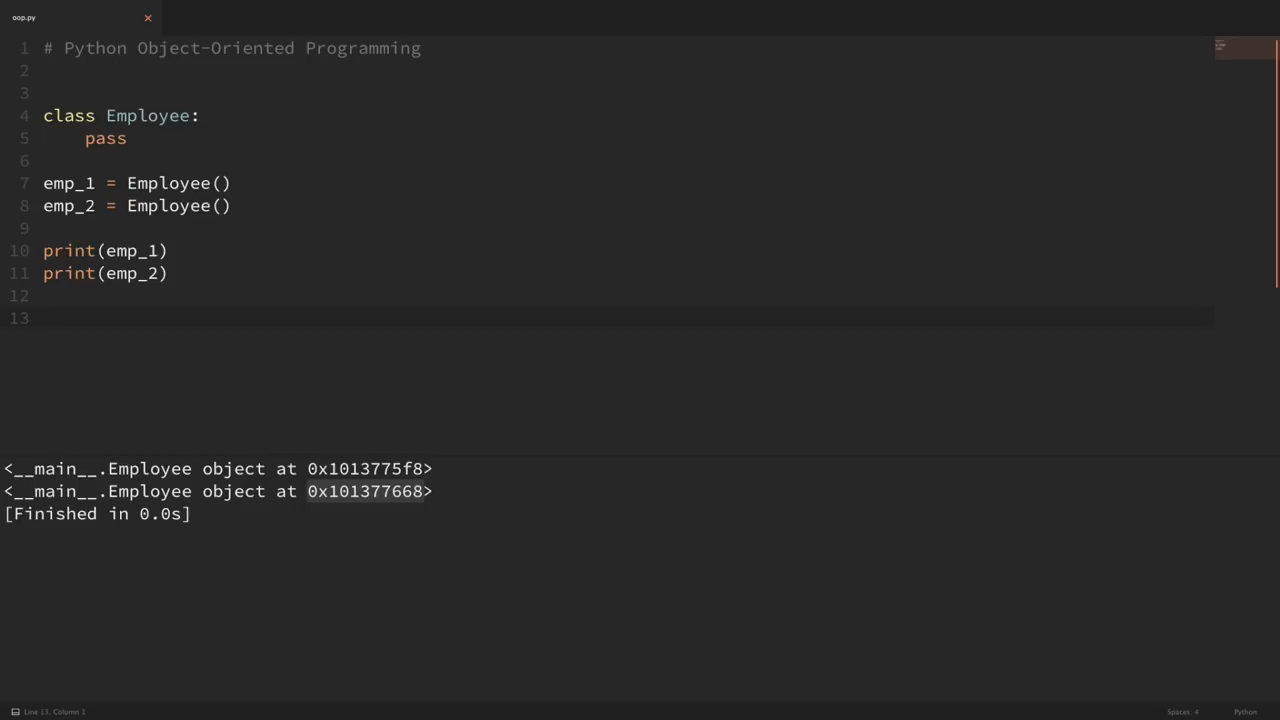 oop.py
1 # Python Object-Oriented Programming
2
3
4 class Employee:
5     pass
6
7 emp_1 = Employee()
8 emp_2 = Employee()
9
10 print(emp_1)
11 print(emp_2)
12
13
<__main__.Employee object at 0x1013775f8>
<__main__.Employee object at 0x101377668>
[Finished in 0.0s]
Line 13, Column 1 Spaces: 4 Python